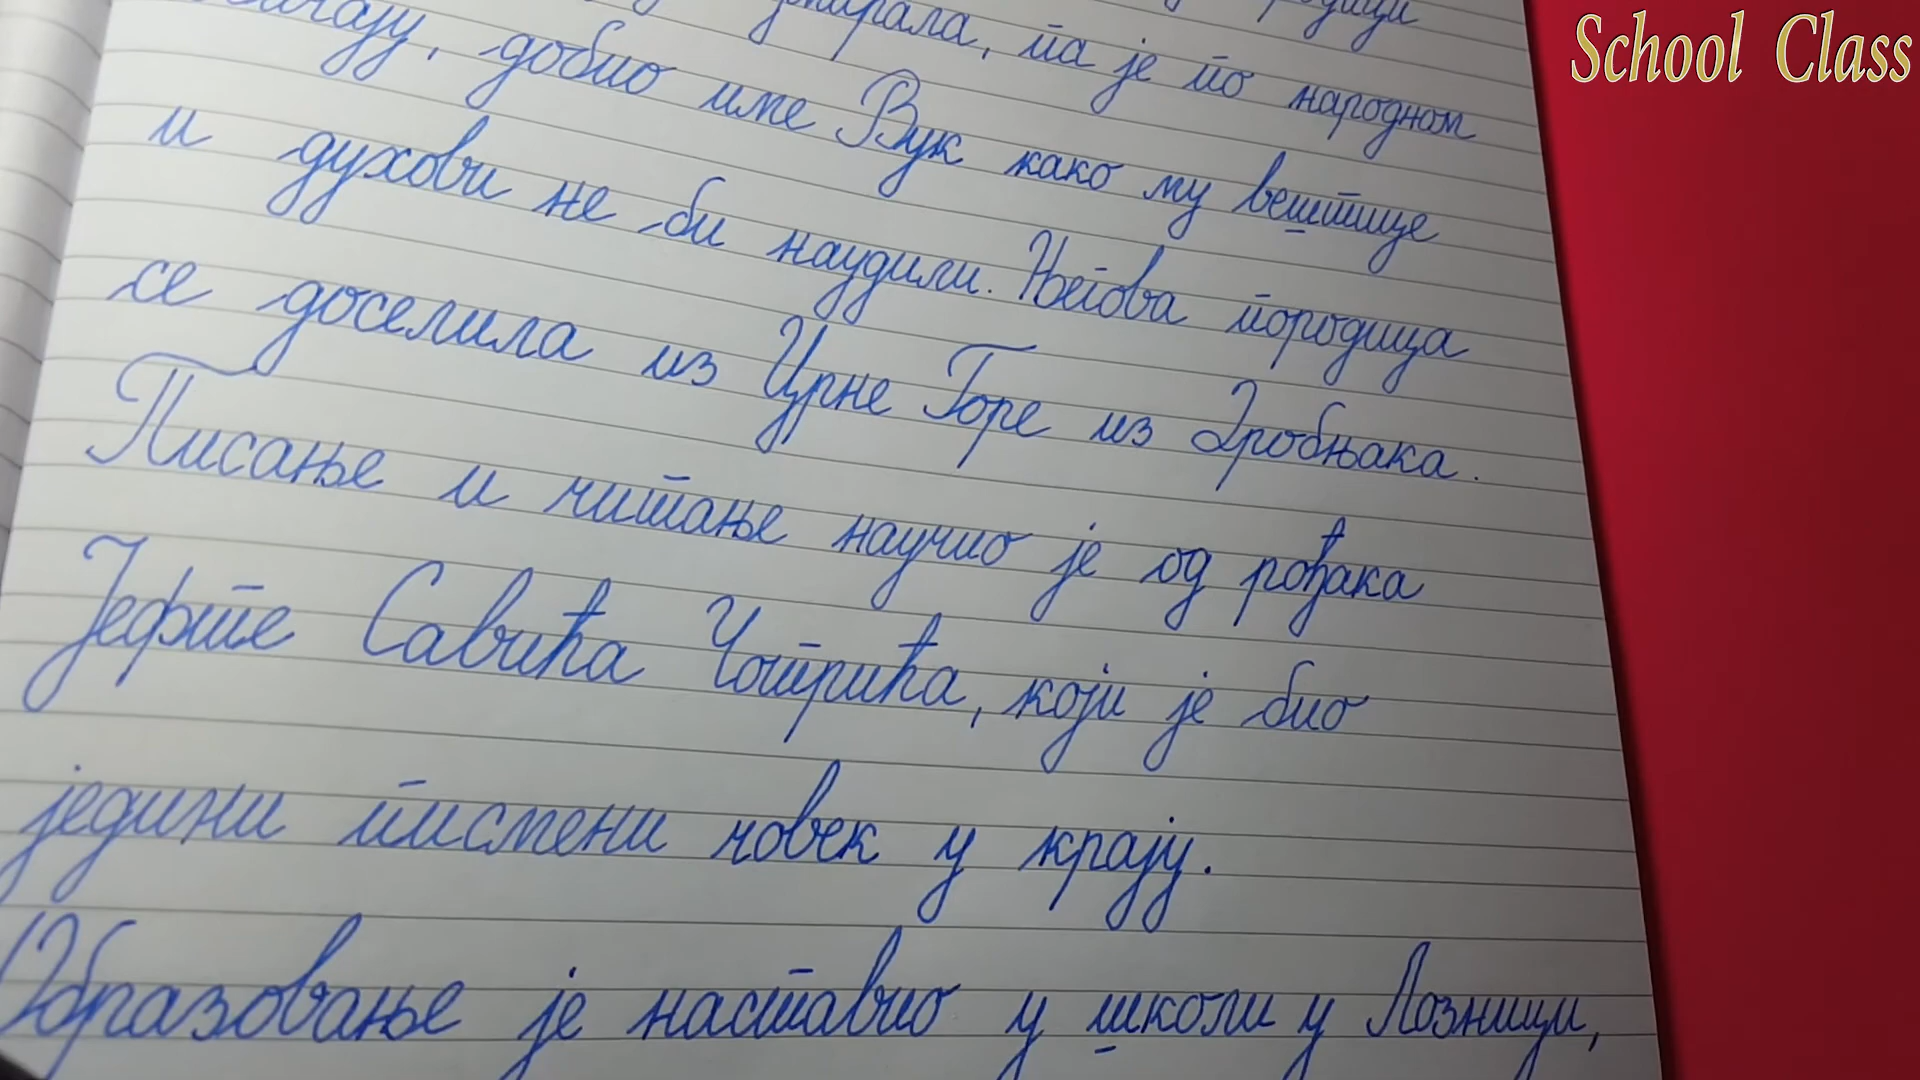 School Class
умирала, па је по народном
обичају, добио име Вук како му вештице
и духови не би наудили. Његова породица
се доселила из Црне Горе из Дробњака.
Писање и читање научио је од рођака
Јефте Савића Чотрића, који је био
једини писмени човек у крају.
Образовање је наставио у школи у Лозници,